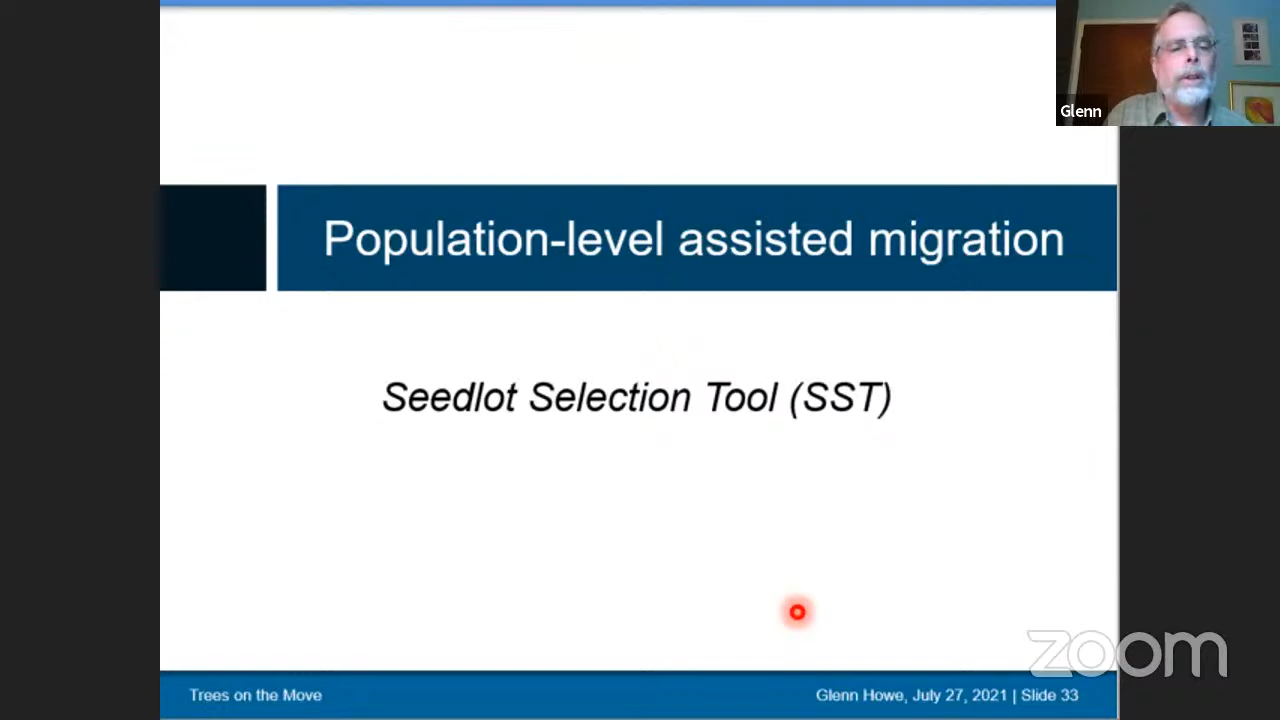 Glenn
Population-level assisted migration
Seedlot Selection Tool (SST)
zoom
Trees on the Move
Glenn Howe, July 27, 2021 | Slide 33